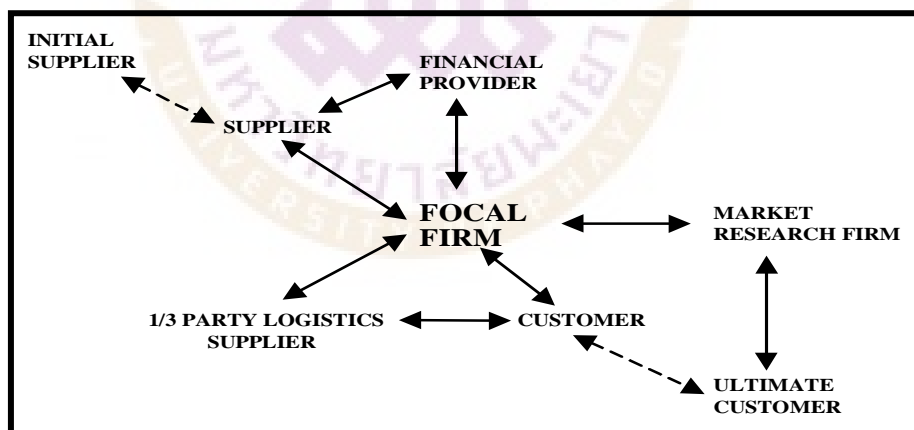 INITIAL
SUPPLIER
FINANCIAL
PROVIDER
SUPPLIER
FOCAL
FIRM
MARKET
RESEARCH FIRM
1/3 PARTY LOGISTICS
SUPPLIER
CUSTOMER
ULTIMATE
CUSTOMER